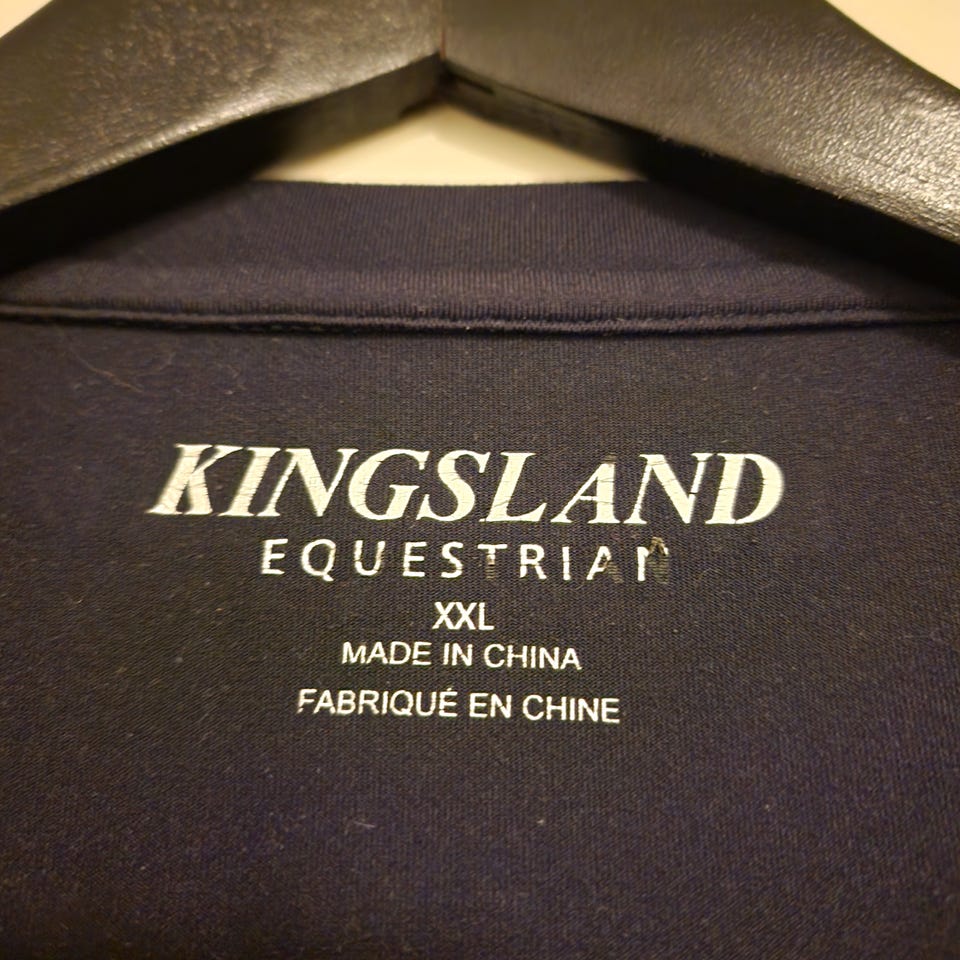 KINGSLAND
EQUESTRIAN
XXL
MADE IN CHINA
FABRIQUÉ EN CHINE